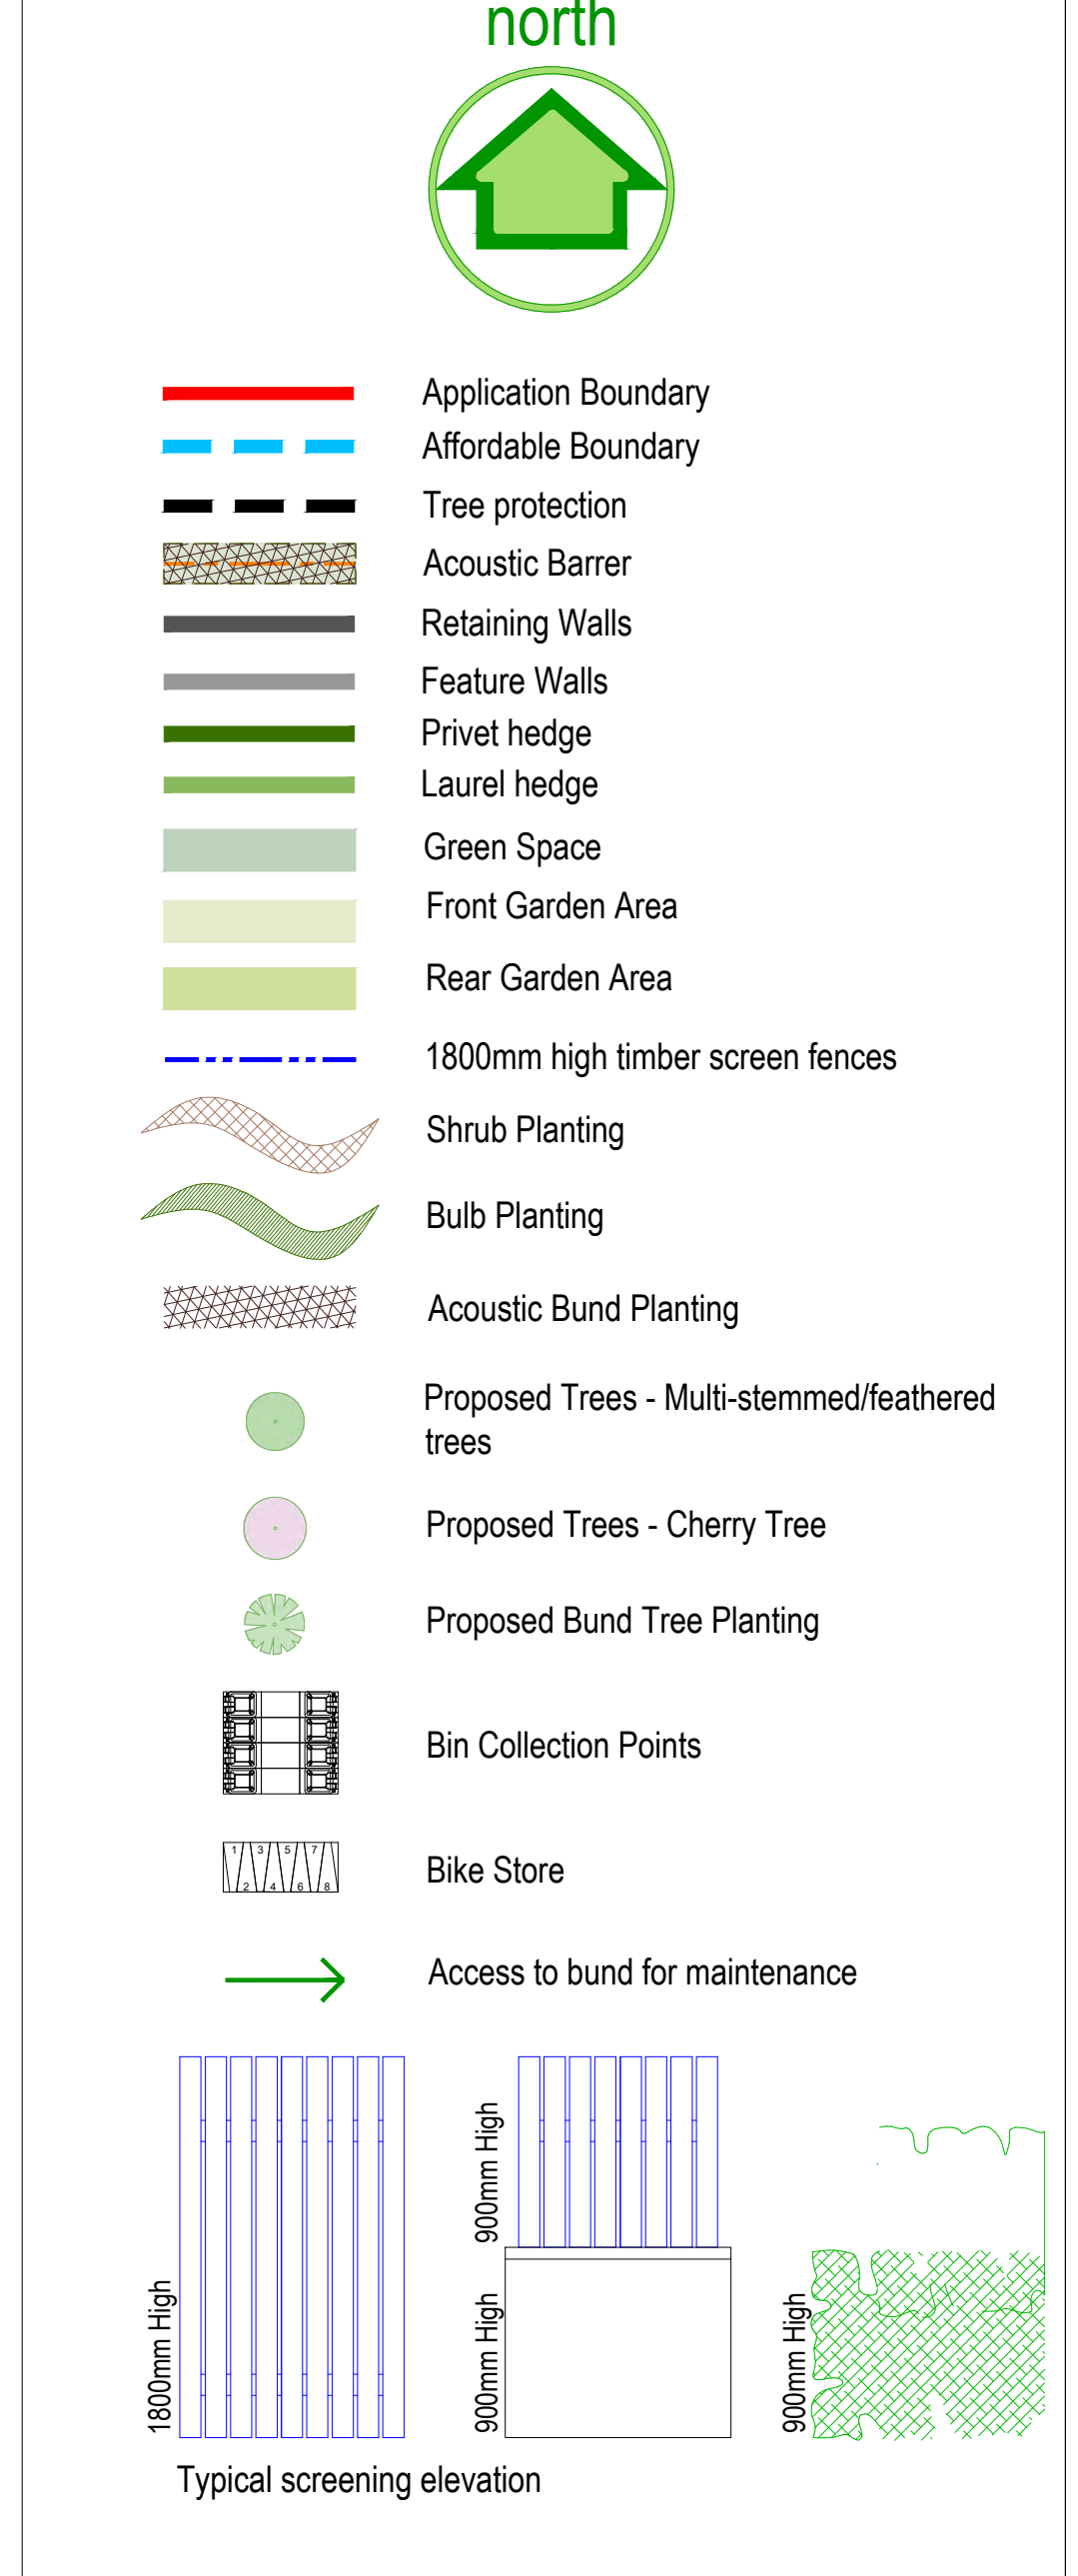 north
Application Boundary
Affordable Boundary
Tree protection
Acoustic Barrer
Retaining Walls
Feature Walls
Privet hedge
Laurel hedge
Green Space
Front Garden Area
Rear Garden Area
1800mm high timber screen fences
Shrub Planting
Bulb Planting
Acoustic Bund Planting
Proposed Trees - Multi-stemmed/feathered
trees
Proposed Trees - Cherry Tree
Proposed Bund Tree Planting
Bin Collection Points
1 3 5 7
2 4 6 8
Bike Store
Access to bund for maintenance
1800mm High
900mm High
900mm High
900mm High
Typical screening elevation